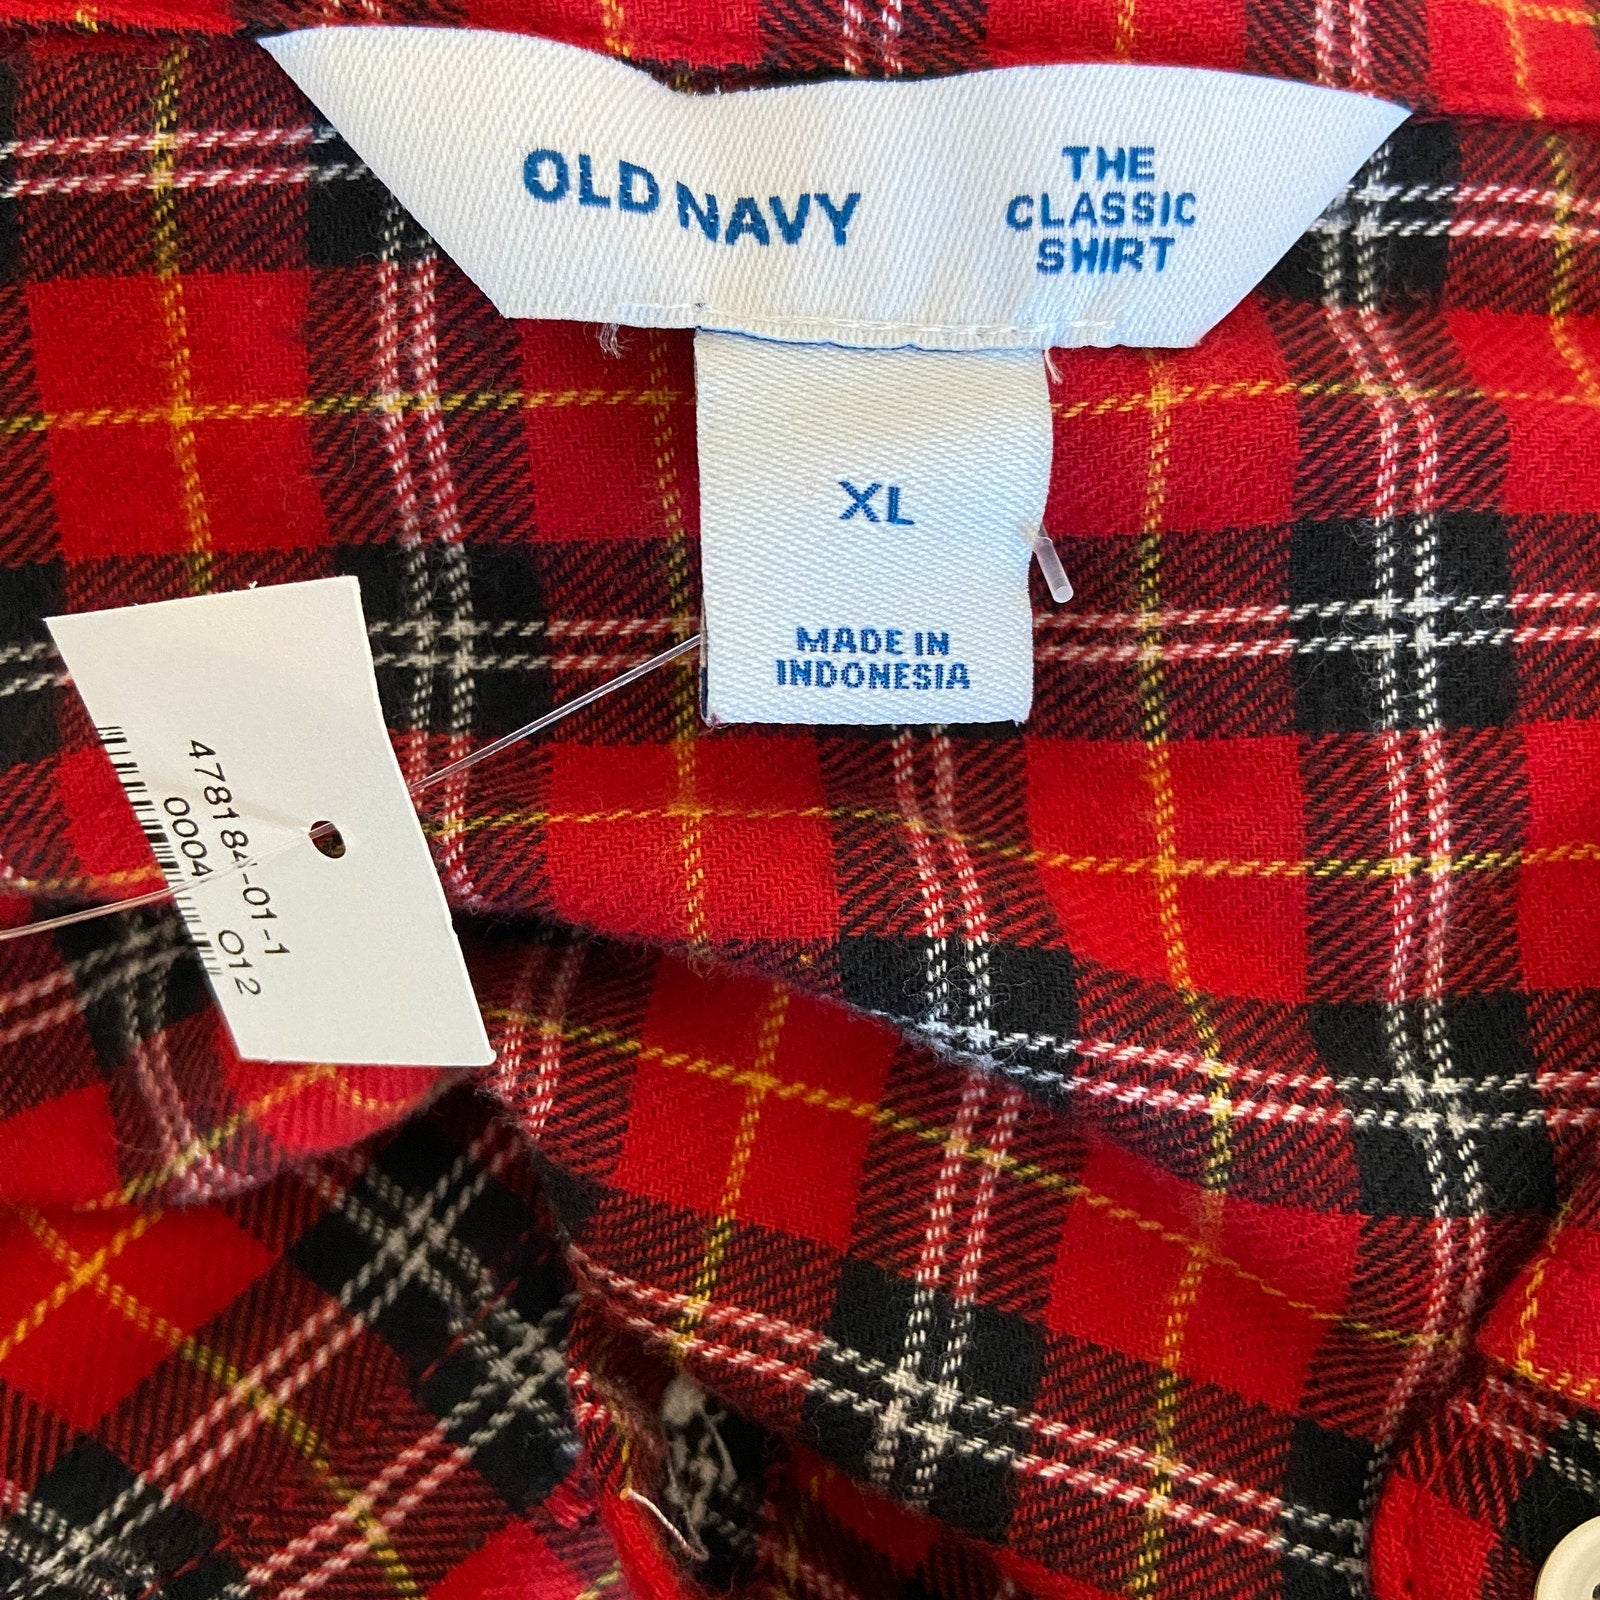 OLD NAVY
THE
CLASSIC
SHIRT
XL
MADE IN
INDONESIA
478184-01-1
0004 012